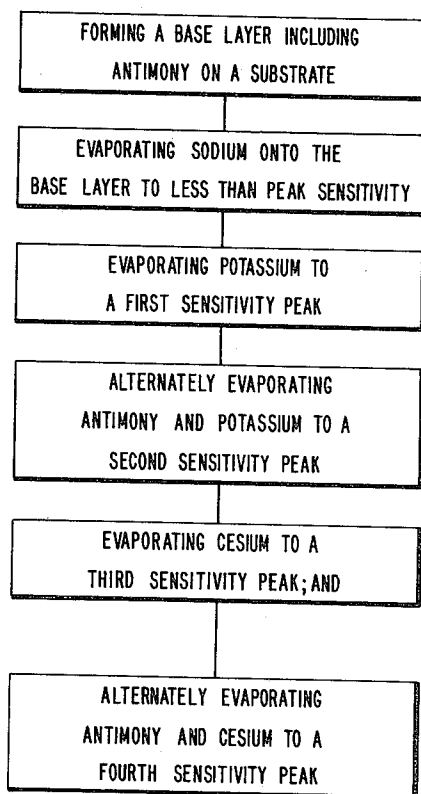 FORMING A BASE LAYER INCLUDING
ANTIMONY ON A SUBSTRATE
EVAPORATING SODIUM ONTO THE
BASE LAYER TO LESS THAN PEAK SENSITIVITY
EVAPORATING POTASSIUM TO
A FIRST SENSITIVITY PEAK
ALTERNATELY EVAPORATING
ANTIMONY AND POTASSIUM TO A
SECOND SENSITIVITY PEAK
EVAPORATING CESIUM TO A
THIRD SENSITIVITY PEAK; AND
ALTERNATELY EVAPORATING
ANTIMONY AND CESIUM TO A
FOURTH SENSITIVITY PEAK